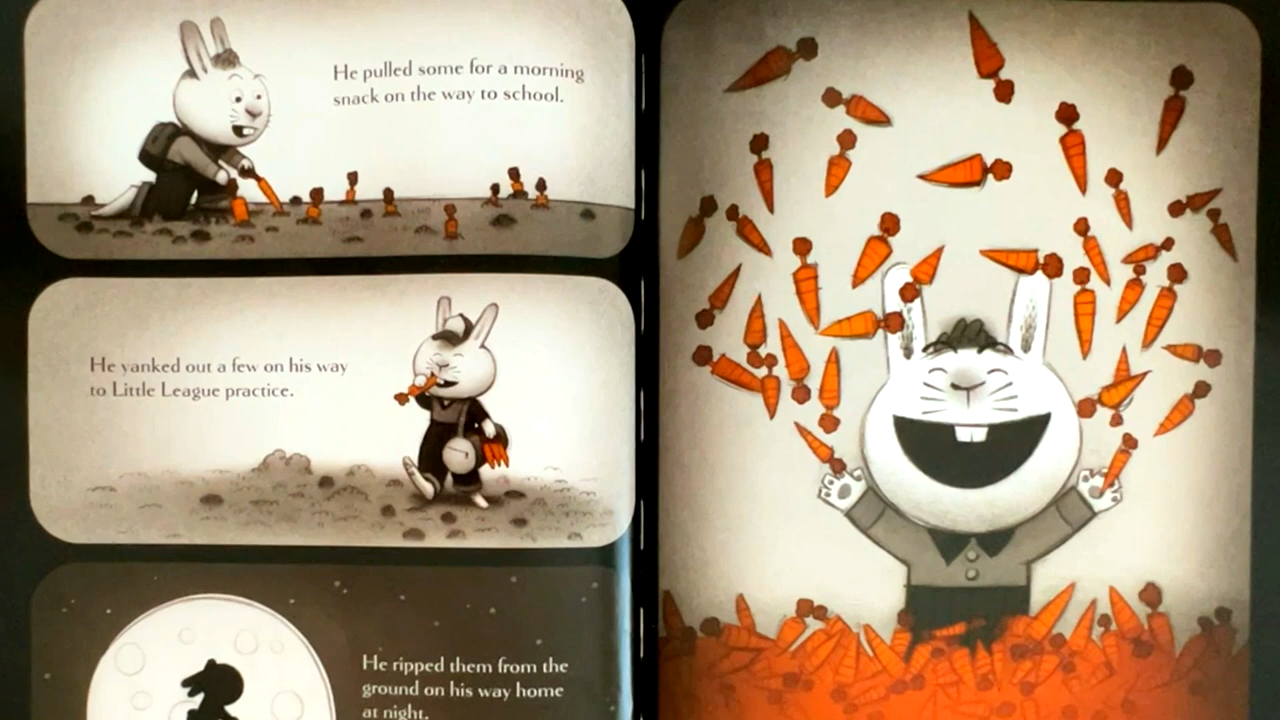 He pulled some for a morning
snack on the way to school.
He yanked out a few on his way
to Little League practice.
He ripped them from the
ground on his way home
at night.